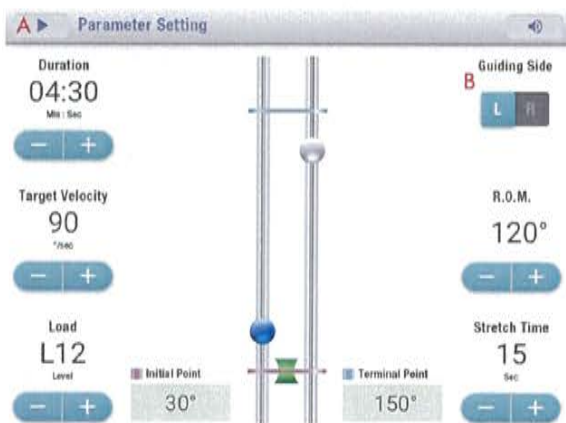 A ▶ Parameter Setting
Duration
04:30
Min : Sec
− +
Target Velocity
90
°/sec
− +
Load
L12
Level
− +
Initial Point
30°
Terminal Point
150°
Guiding Side
B
L R
R.O.M.
120°
− +
Stretch Time
15
Sec
− +